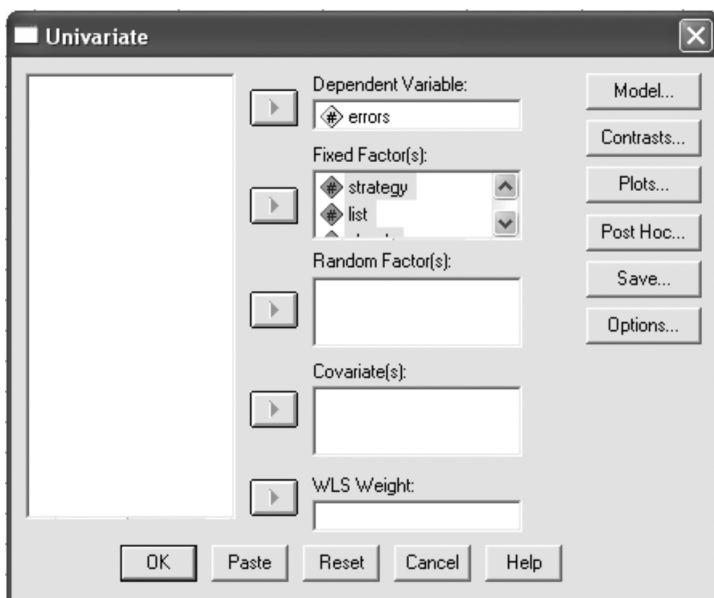 Univariate
Dependent Variable:
# errors
Fixed Factor(s):
# strategy
# list
Random Factor(s):
Covariate(s):
WLS Weight:
Model...
Contrasts...
Plots...
Post Hoc...
Save...
Options...
OK
Paste
Reset
Cancel
Help